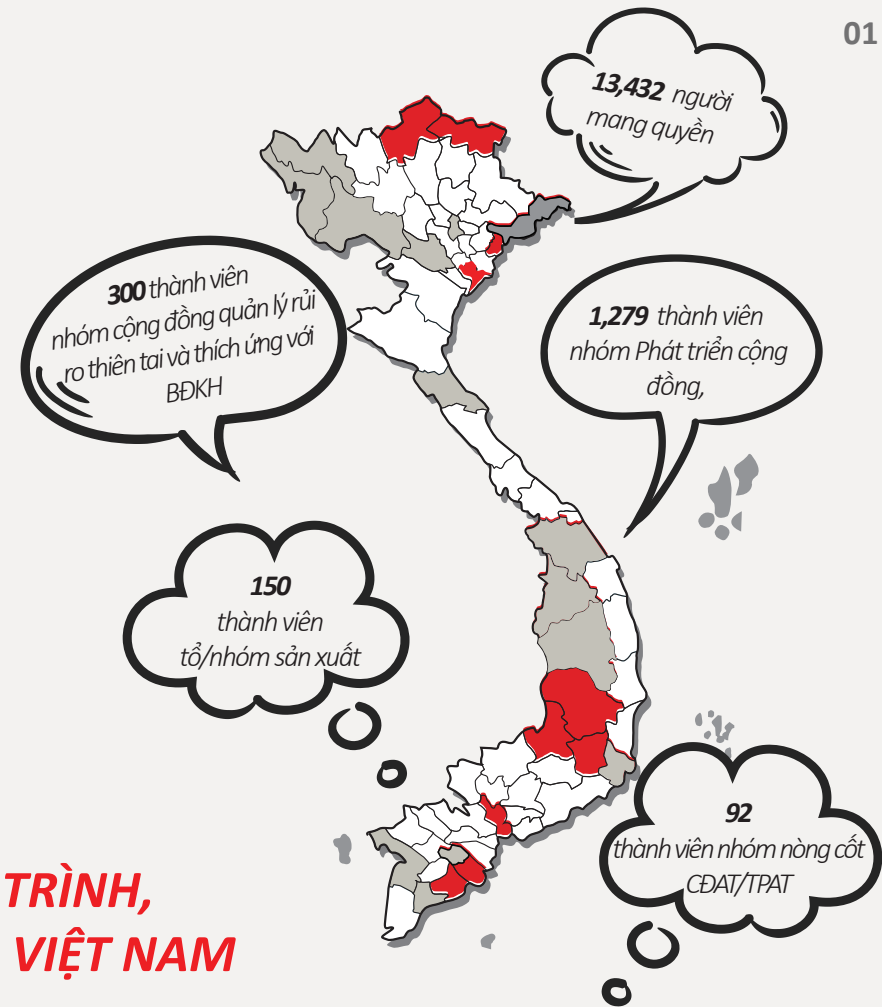 01
13,432 người
mang quyền
300 thành viên
nhóm cộng đồng quản lý rủi
ro thiên tai và thích ứng với
BĐKH
1,279 thành viên
nhóm Phát triển cộng
đồng,
150
thành viên
tổ/nhóm sản xuất
92
thành viên nhóm nòng cốt
CĐAT/TPAT
TRÌNH,
VIỆT NAM